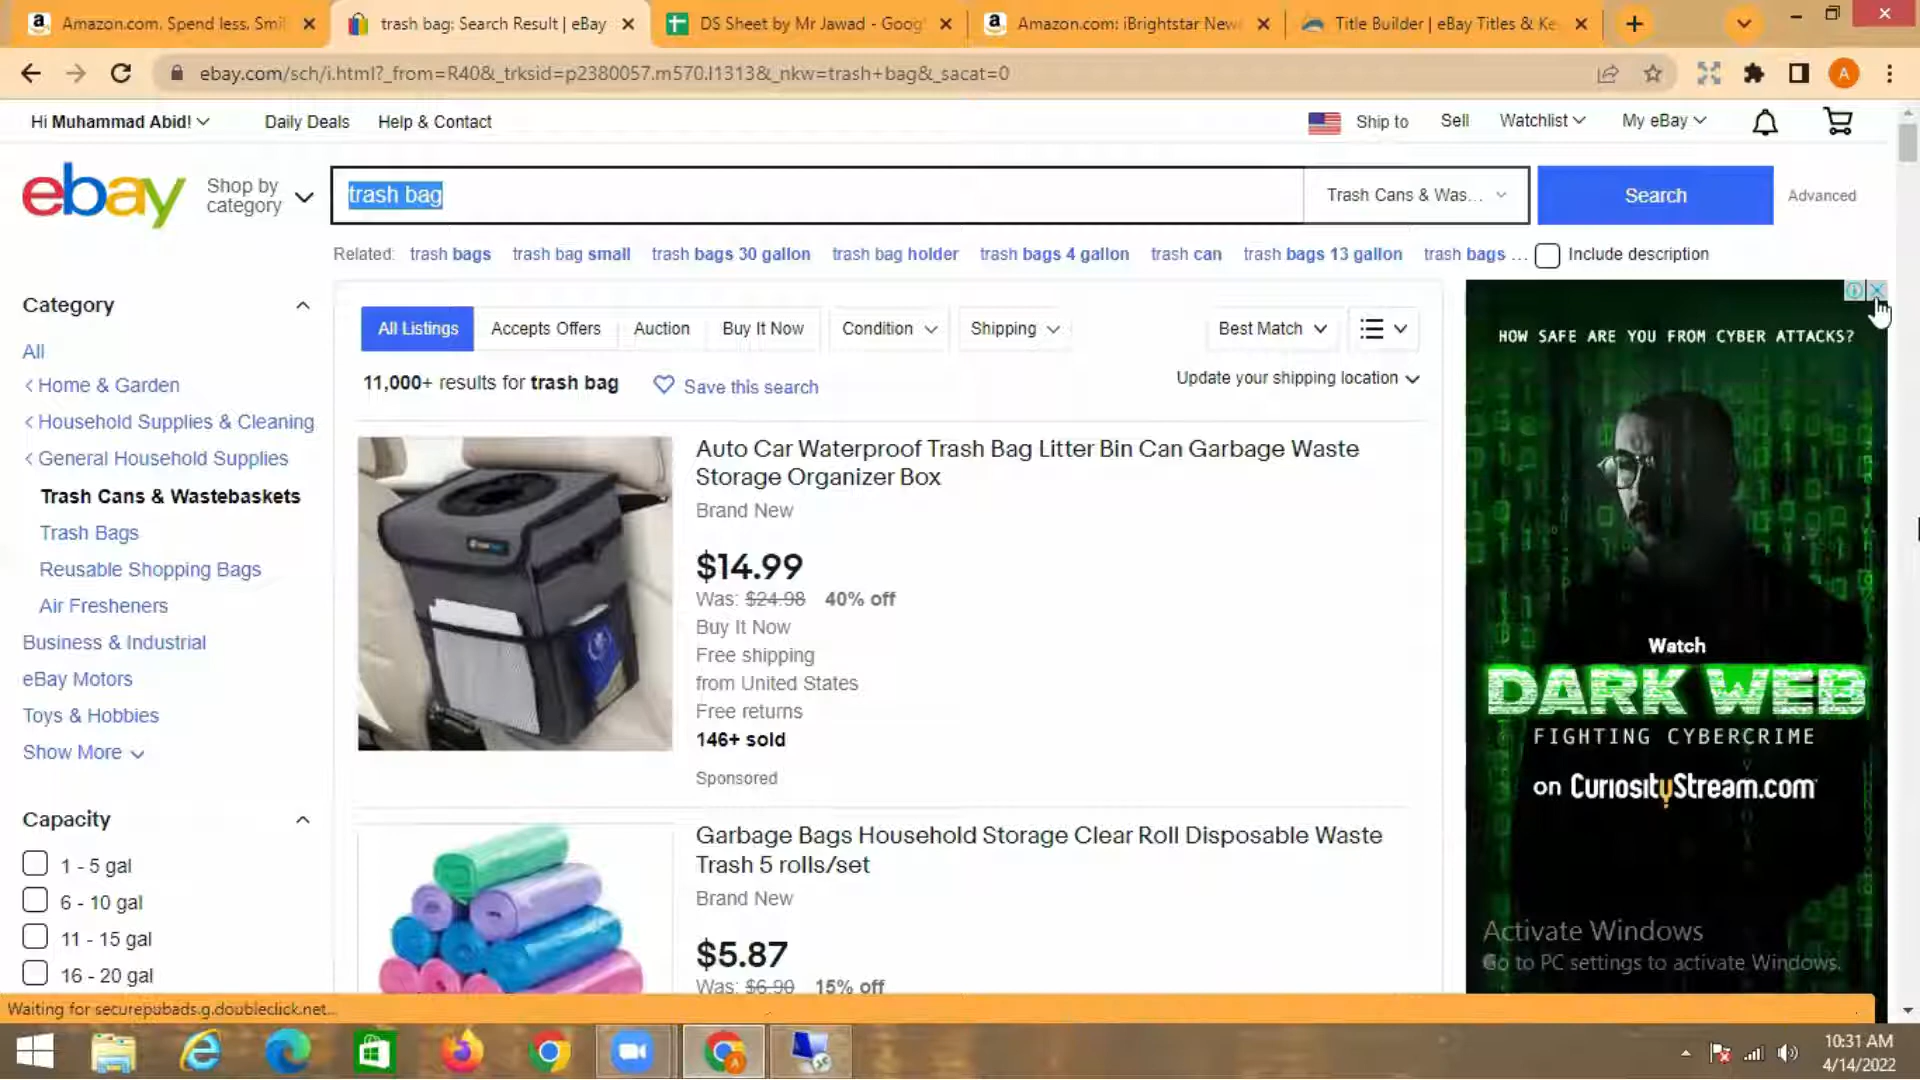 Amazon.com. Spend less. Smi
trash bag: Search Result | eBay
DS Sheet by Mr Jawad - Goog
Amazon.com: iBrightstar New
Title Builder | eBay Titles & Ke
ebay.com/sch/i.html?_from=R40&_trksid=p2380057.m570.l1313&_nkw=trash+bag&_sacat=0
A
Hi Muhammad Abid!
Daily Deals
Help & Contact
Ship to
Sell
Watchlist
My eBay
ebay
Shop by
category
trash bag
Trash Cans & Was...
Search
Advanced
Related: trash bags trash bag small trash bags 30 gallon trash bag holder trash bags 4 gallon trash can trash bags 13 gallon trash bags ...
Include description
Category
All
Home & Garden
Household Supplies & Cleaning
General Household Supplies
Trash Cans & Wastebaskets
Trash Bags
Reusable Shopping Bags
Air Fresheners
Business & Industrial
eBay Motors
Toys & Hobbies
Show More
Capacity
1 - 5 gal
6 - 10 gal
11 - 15 gal
16 - 20 gal
All Listings
Accepts Offers
Auction
Buy It Now
Condition
Shipping
Best Match
11,000+ results for trash bag
Save this search
Update your shipping location
Auto Car Waterproof Trash Bag Litter Bin Can Garbage Waste
Storage Organizer Box
Brand New
$14.99
Was: $24.98 40% off
Buy It Now
Free shipping
from United States
Free returns
146+ sold
Sponsored
Garbage Bags Household Storage Clear Roll Disposable Waste
Trash 5 rolls/set
Brand New
$5.87
Was: $6.90 15% off
HOW SAFE ARE YOU FROM CYBER ATTACKS?
Watch
DARK WEB
FIGHTING CYBERCRIME
on CURIOSITYSTREAM.COM
Activate Windows
Go to PC settings to activate Windows.
Waiting for securepubads.g.doubleclick.net...
10:31 AM
4/14/2022